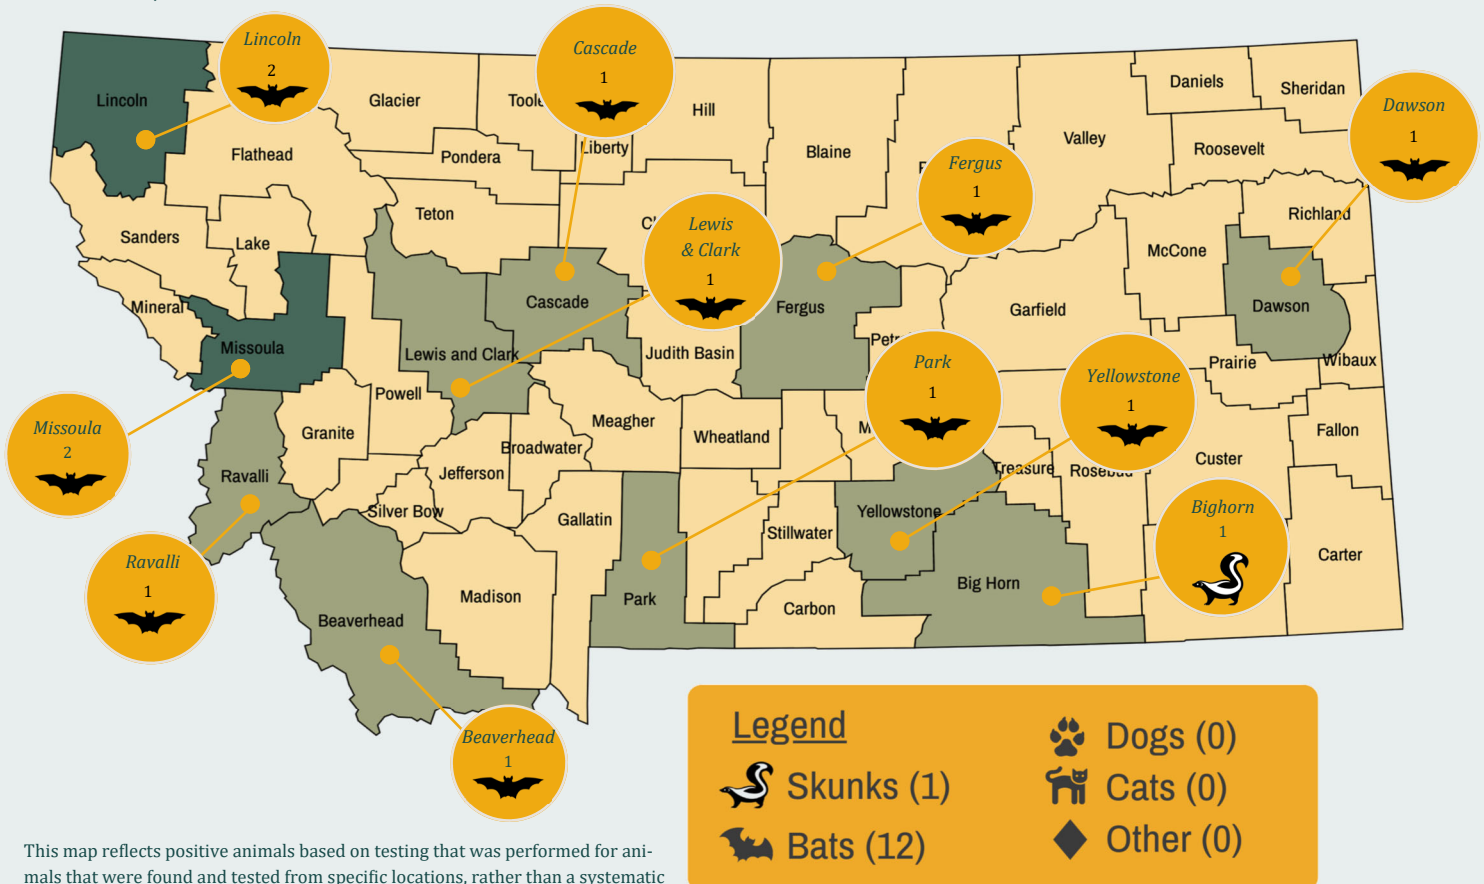 Lincoln
2
Cascade
1
Dawson
1
Fergus
1
Lewis
& Clark
1
Park
1
Yellowstone
1
Missoula
2
Bighorn
1
Ravalli
1
Beaverhead
1
Lincoln
Glacier
Hill
Daniels
Sheridan
Flathead
Pondera
Liberty
Blaine
Valley
Roosevelt
Teton
Richland
Sanders
Lake
McCone
Mineral
Cascade
Fergus
Garfield
Dawson
Missoula
Lewis and Clark
Judith Basin
Prairie
Wibaux
Powell
Granite
Meagher
Wheatland
Fallon
Broadwater
Jefferson
Treasure
Custer
Ravalli
Silver Bow
Gallatin
Stillwater
Yellowstone
Carter
Madison
Park
Carbon
Big Horn
Beaverhead
Legend
Skunks (1)
Bats (12)
Dogs (0)
Cats (0)
Other (0)
This map reflects positive animals based on testing that was performed for ani-
mals that were found and tested from specific locations, rather than a systematic